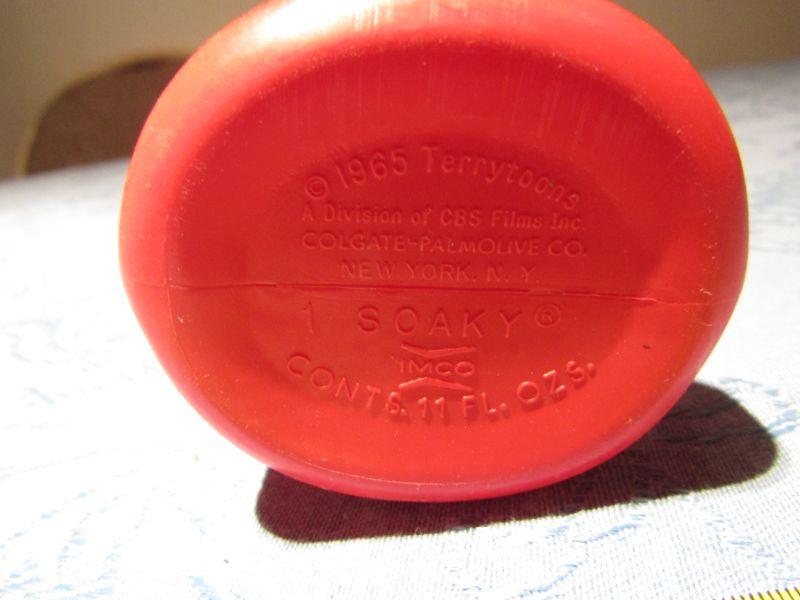 © 1965 Terrytoons
A Division of CBS Films Inc.
COLGATE-PALMOLIVE CO.
NEW YORK, N. Y.
1 SOAKY®
IMCO
CONTS. 11 FL. OZS.